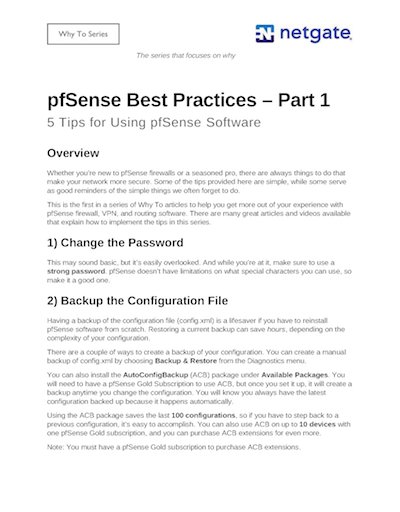 Why To Series
netgate
The series that focuses on why
pfSense Best Practices – Part 1
5 Tips for Using pfSense Software
Overview
Whether you're new to pfSense firewalls or a seasoned pro, there are always things to do that
make your network more secure. Some of the tips provided here are simple, while some serve
as good reminders of the simple things we often forget to do.
This is the first in a series of Why To articles to help you get more out of your experience with
pfSense firewall, VPN, and routing software. There are many great articles and videos available
that explain how to implement the tips in this series.
1) Change the Password
This may sound basic, but it's easily overlooked. And while you're at it, make sure to use a
strong password. pfSense doesn't have limitations on what special characters you can use, so
make it a good one.
2) Backup the Configuration File
Having a backup of the configuration file (config.xml) is a lifesaver if you have to reinstall
pfSense software from scratch. Restoring a current backup can save hours, depending on the
complexity of your configuration.
There are a couple of ways to create a backup of your configuration. You can create a manual
backup of config.xml by choosing Backup & Restore from the Diagnostics menu.
You can also install the AutoConfigBackup (ACB) package under Available Packages. You
will need to have a pfSense Gold Subscription to use ACB, but once you set it up, it will create a
backup anytime you change the configuration. You will know you always have the latest
configuration backed up because it happens automatically.
Using the ACB package saves the last 100 configurations, so if you have to step back to a
previous configuration, it's easy to accomplish. You can also use ACB on up to 10 devices with
one pfSense Gold subscription, and you can purchase ACB extensions for even more.
Note: You must have a pfSense Gold subscription to purchase ACB extensions.